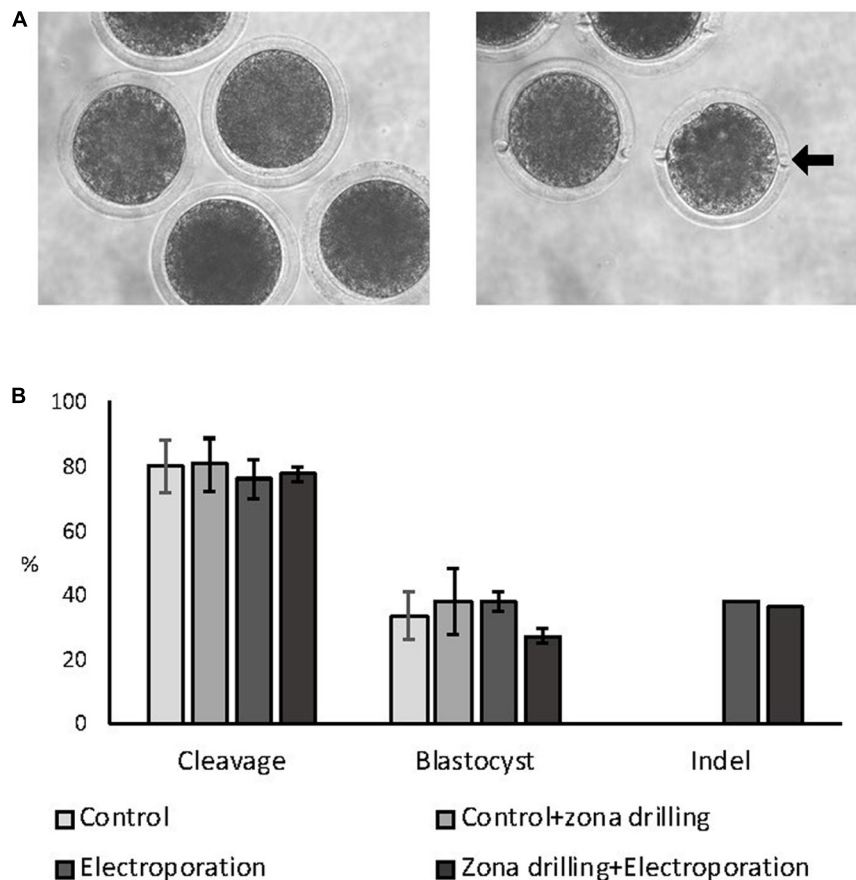 A
B
100
80
60
%
40
20
0
Cleavage Blastocyst Indel
Control Control+zona drilling
Electroporation Zona drilling+Electroporation